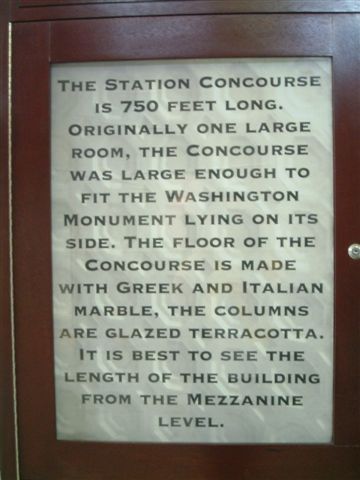 The Station Concourse
is 750 feet long.
Originally one large
room, the Concourse
was large enough to
fit the Washington
Monument lying on its
side. The floor of the
Concourse is made
with Greek and Italian
marble, the columns
are glazed terracotta.
It is best to see the
length of the building
from the Mezzanine
level.